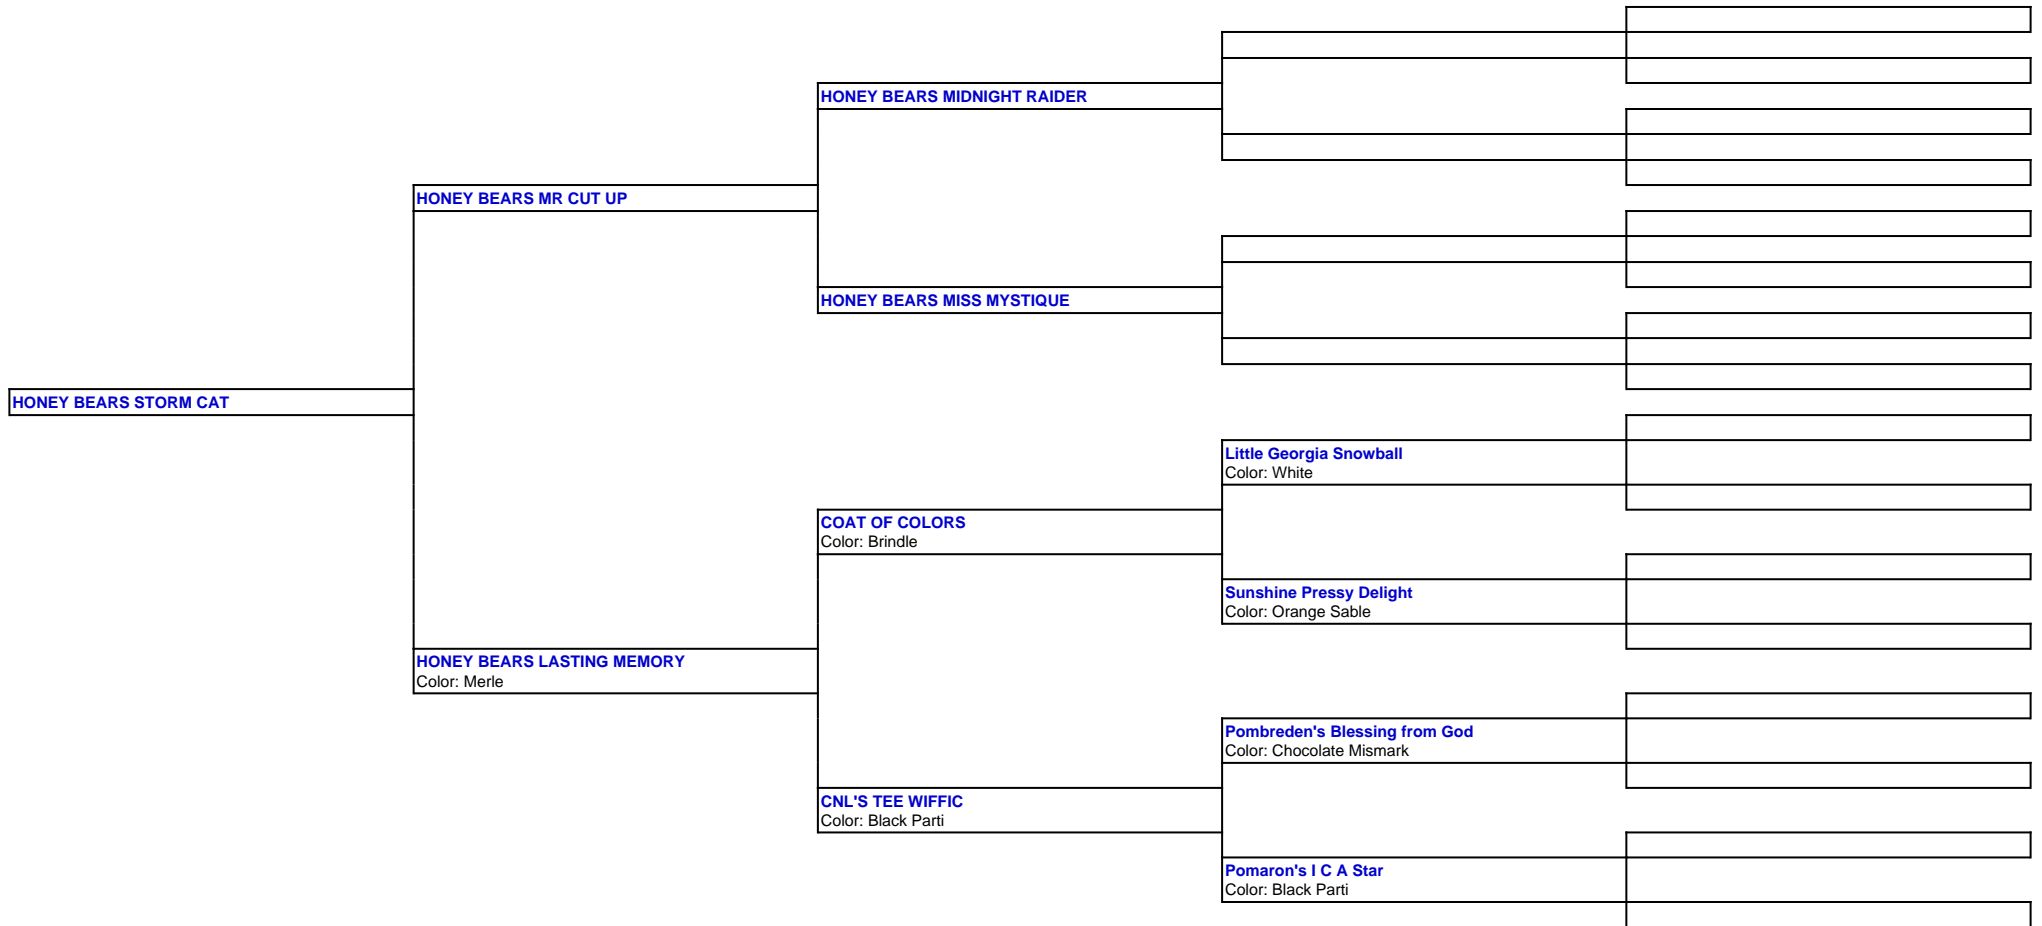 HONEY BEARS MIDNIGHT RAIDER
HONEY BEARS MR CUT UP
HONEY BEARS MISS MYSTIQUE
HONEY BEARS STORM CAT
Little Georgia Snowball
Color: White
COAT OF COLORS
Color: Brindle
Sunshine Pressy Delight
Color: Orange Sable
HONEY BEARS LASTING MEMORY
Color: Merle
Pombreden's Blessing from God
Color: Chocolate Mismark
CNL'S TEE WIFFIC
Color: Black Parti
Pomaron's I C A Star
Color: Black Parti